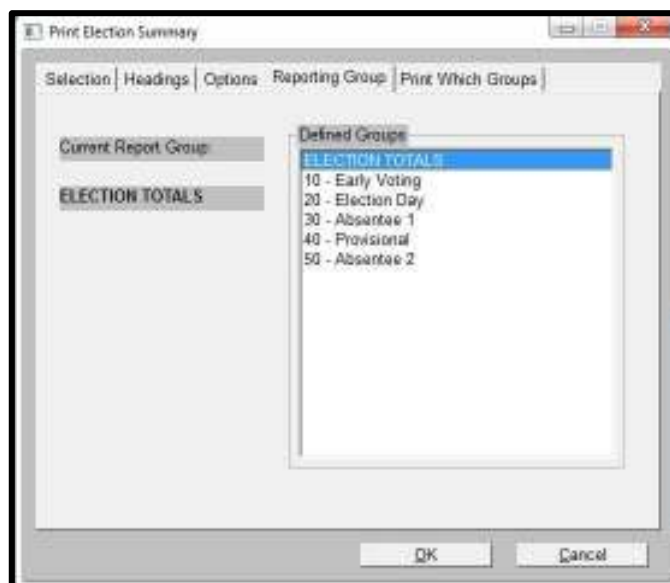 Print Election Summary
Selection Headings Options Reporting Group Print Which Groups
Current Report Group
ELECTION TOTALS
Defined Groups
ELECTION TOTALS
10 - Early Voting
20 - Election Day
30 - Absentee 1
40 - Provisional
50 - Absentee 2
OK Cancel